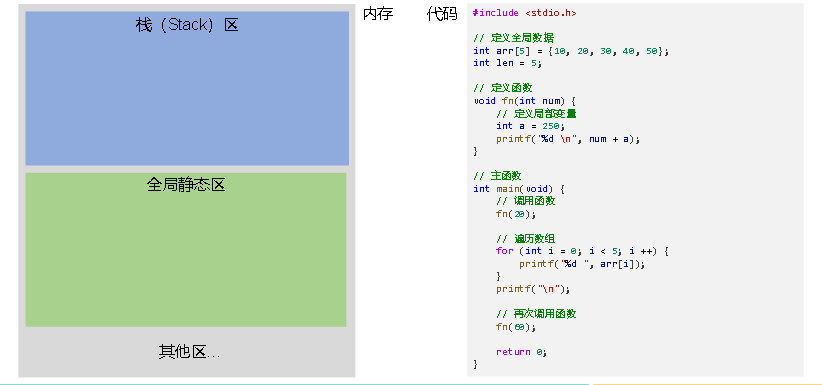 栈（Stack）区
全局静态区
其他区...
内存
代码
#include <stdio.h>
// 定义全局数据
int arr[5] = {10, 20, 30, 40, 50};
int len = 5;
// 定义函数
void fn(int num) {
// 定义局部变量
int a = 250;
printf("%d \n", num + a);
}
// 主函数
int main(void) {
// 调用函数
fn(20);
// 遍历数组
for (int i = 0; i < 5; i ++) {
printf("%d ", arr[i]);
}
printf("\n");
// 再次调用函数
fn(60);
return 0;
}